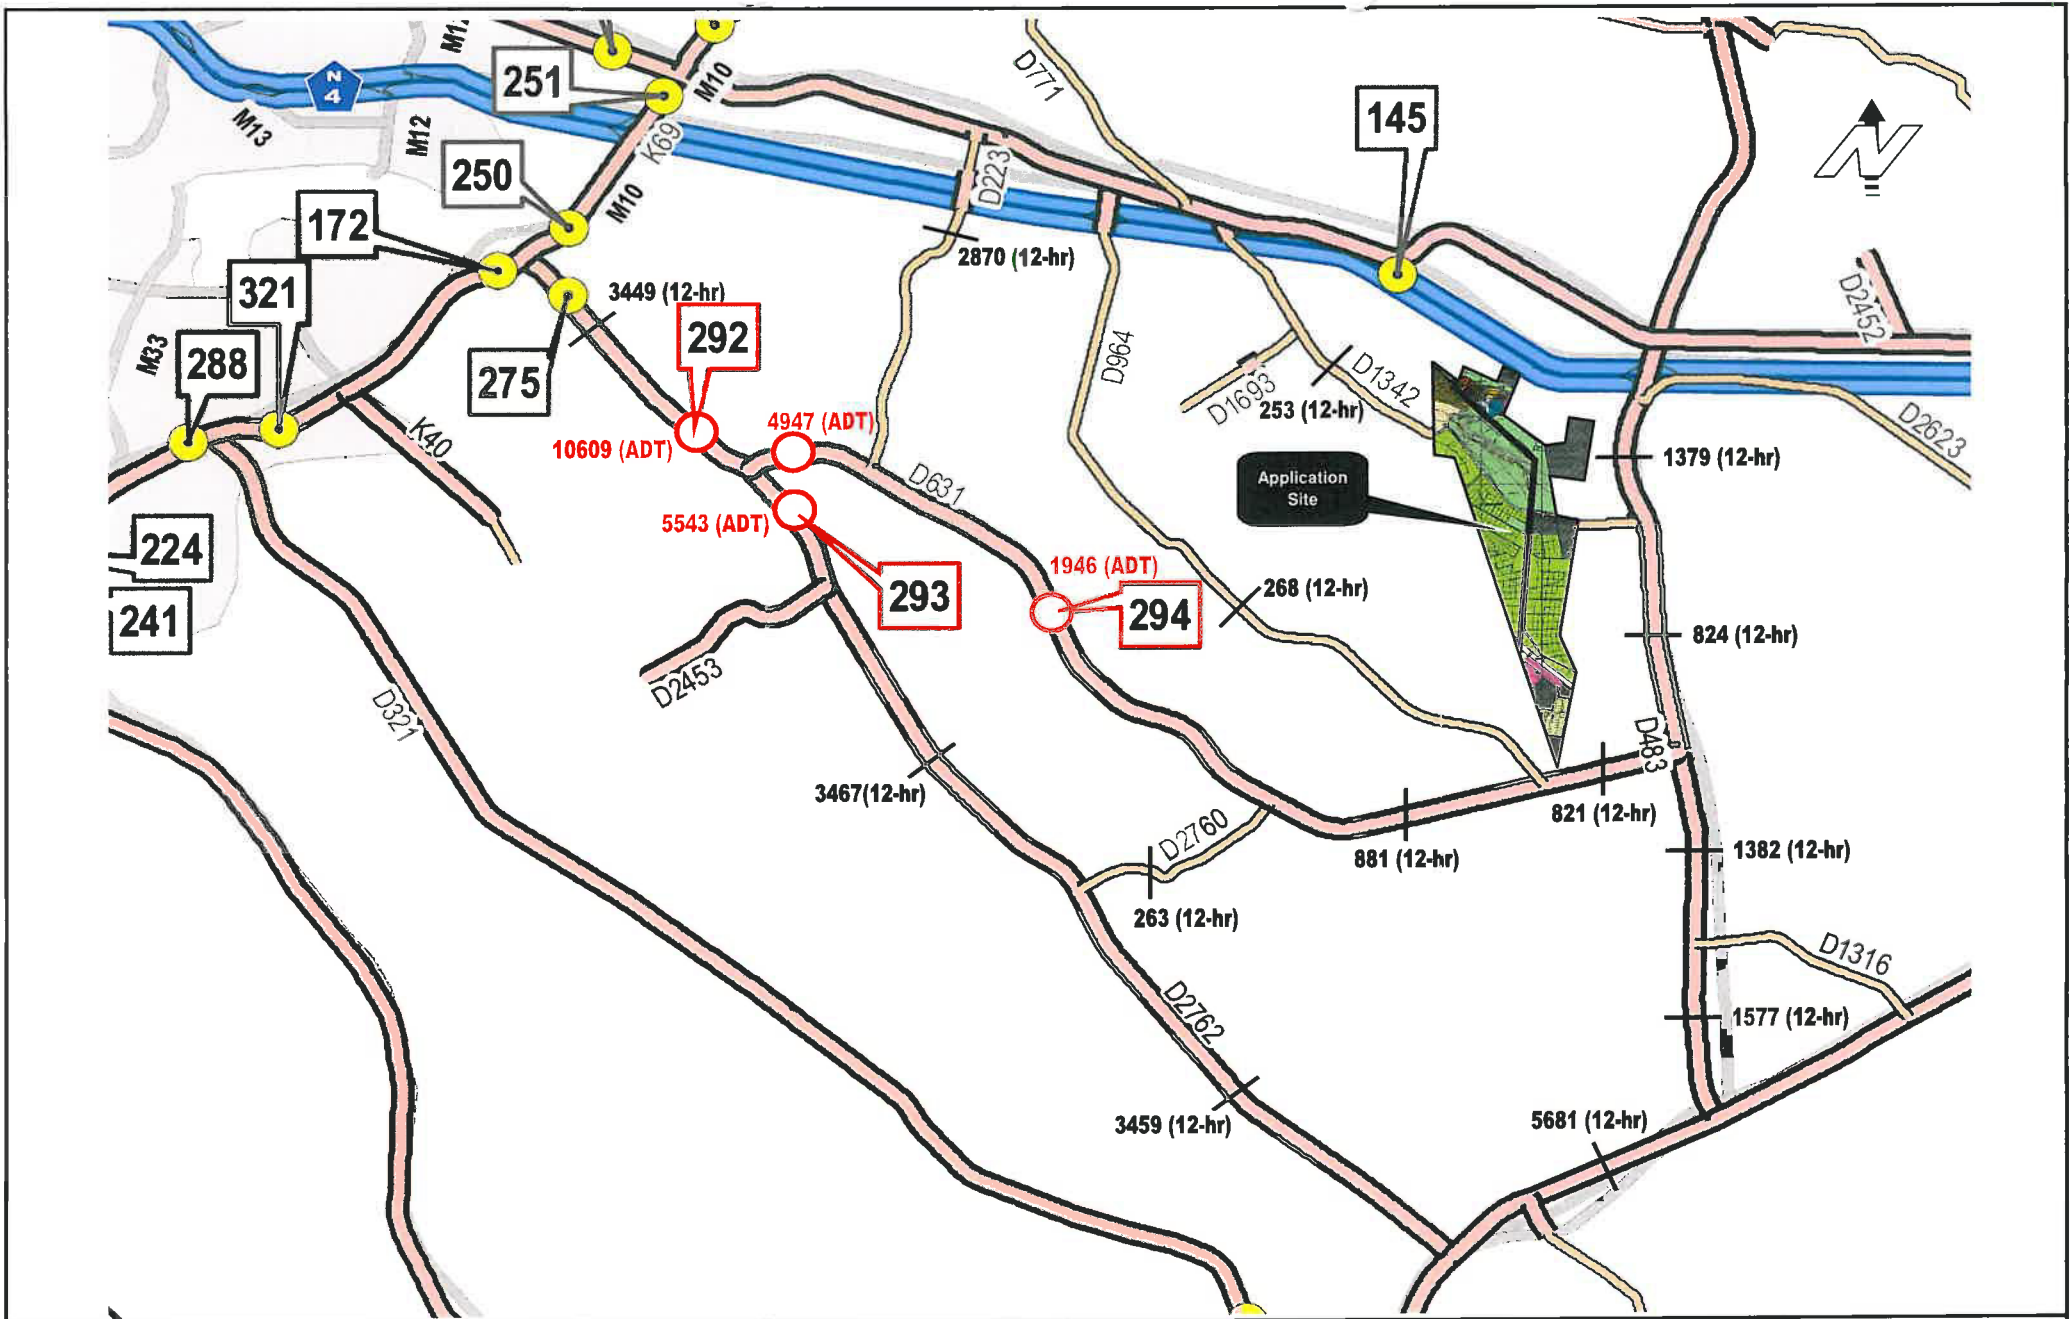 M10
251
N
4
M13
M12
K69
D771
145
250
M10
D223
172
2870 (12-hr)
321
3449 (12-hr)
292
D2452
M33
288
275
D964
D1693
253 (12-hr)
D1342
10609 (ADT)
4947 (ADT)
K40
D2623
1379 (12-hr)
Application
Site
D631
5543 (ADT)
224
241
1946 (ADT)
293
294
268 (12-hr)
824 (12-hr)
D2453
D321
D483
3467(12-hr)
821 (12-hr)
D2760
881 (12-hr)
1382 (12-hr)
263 (12-hr)
D1316
D2762
1577 (12-hr)
3459 (12-hr)
5681 (12-hr)